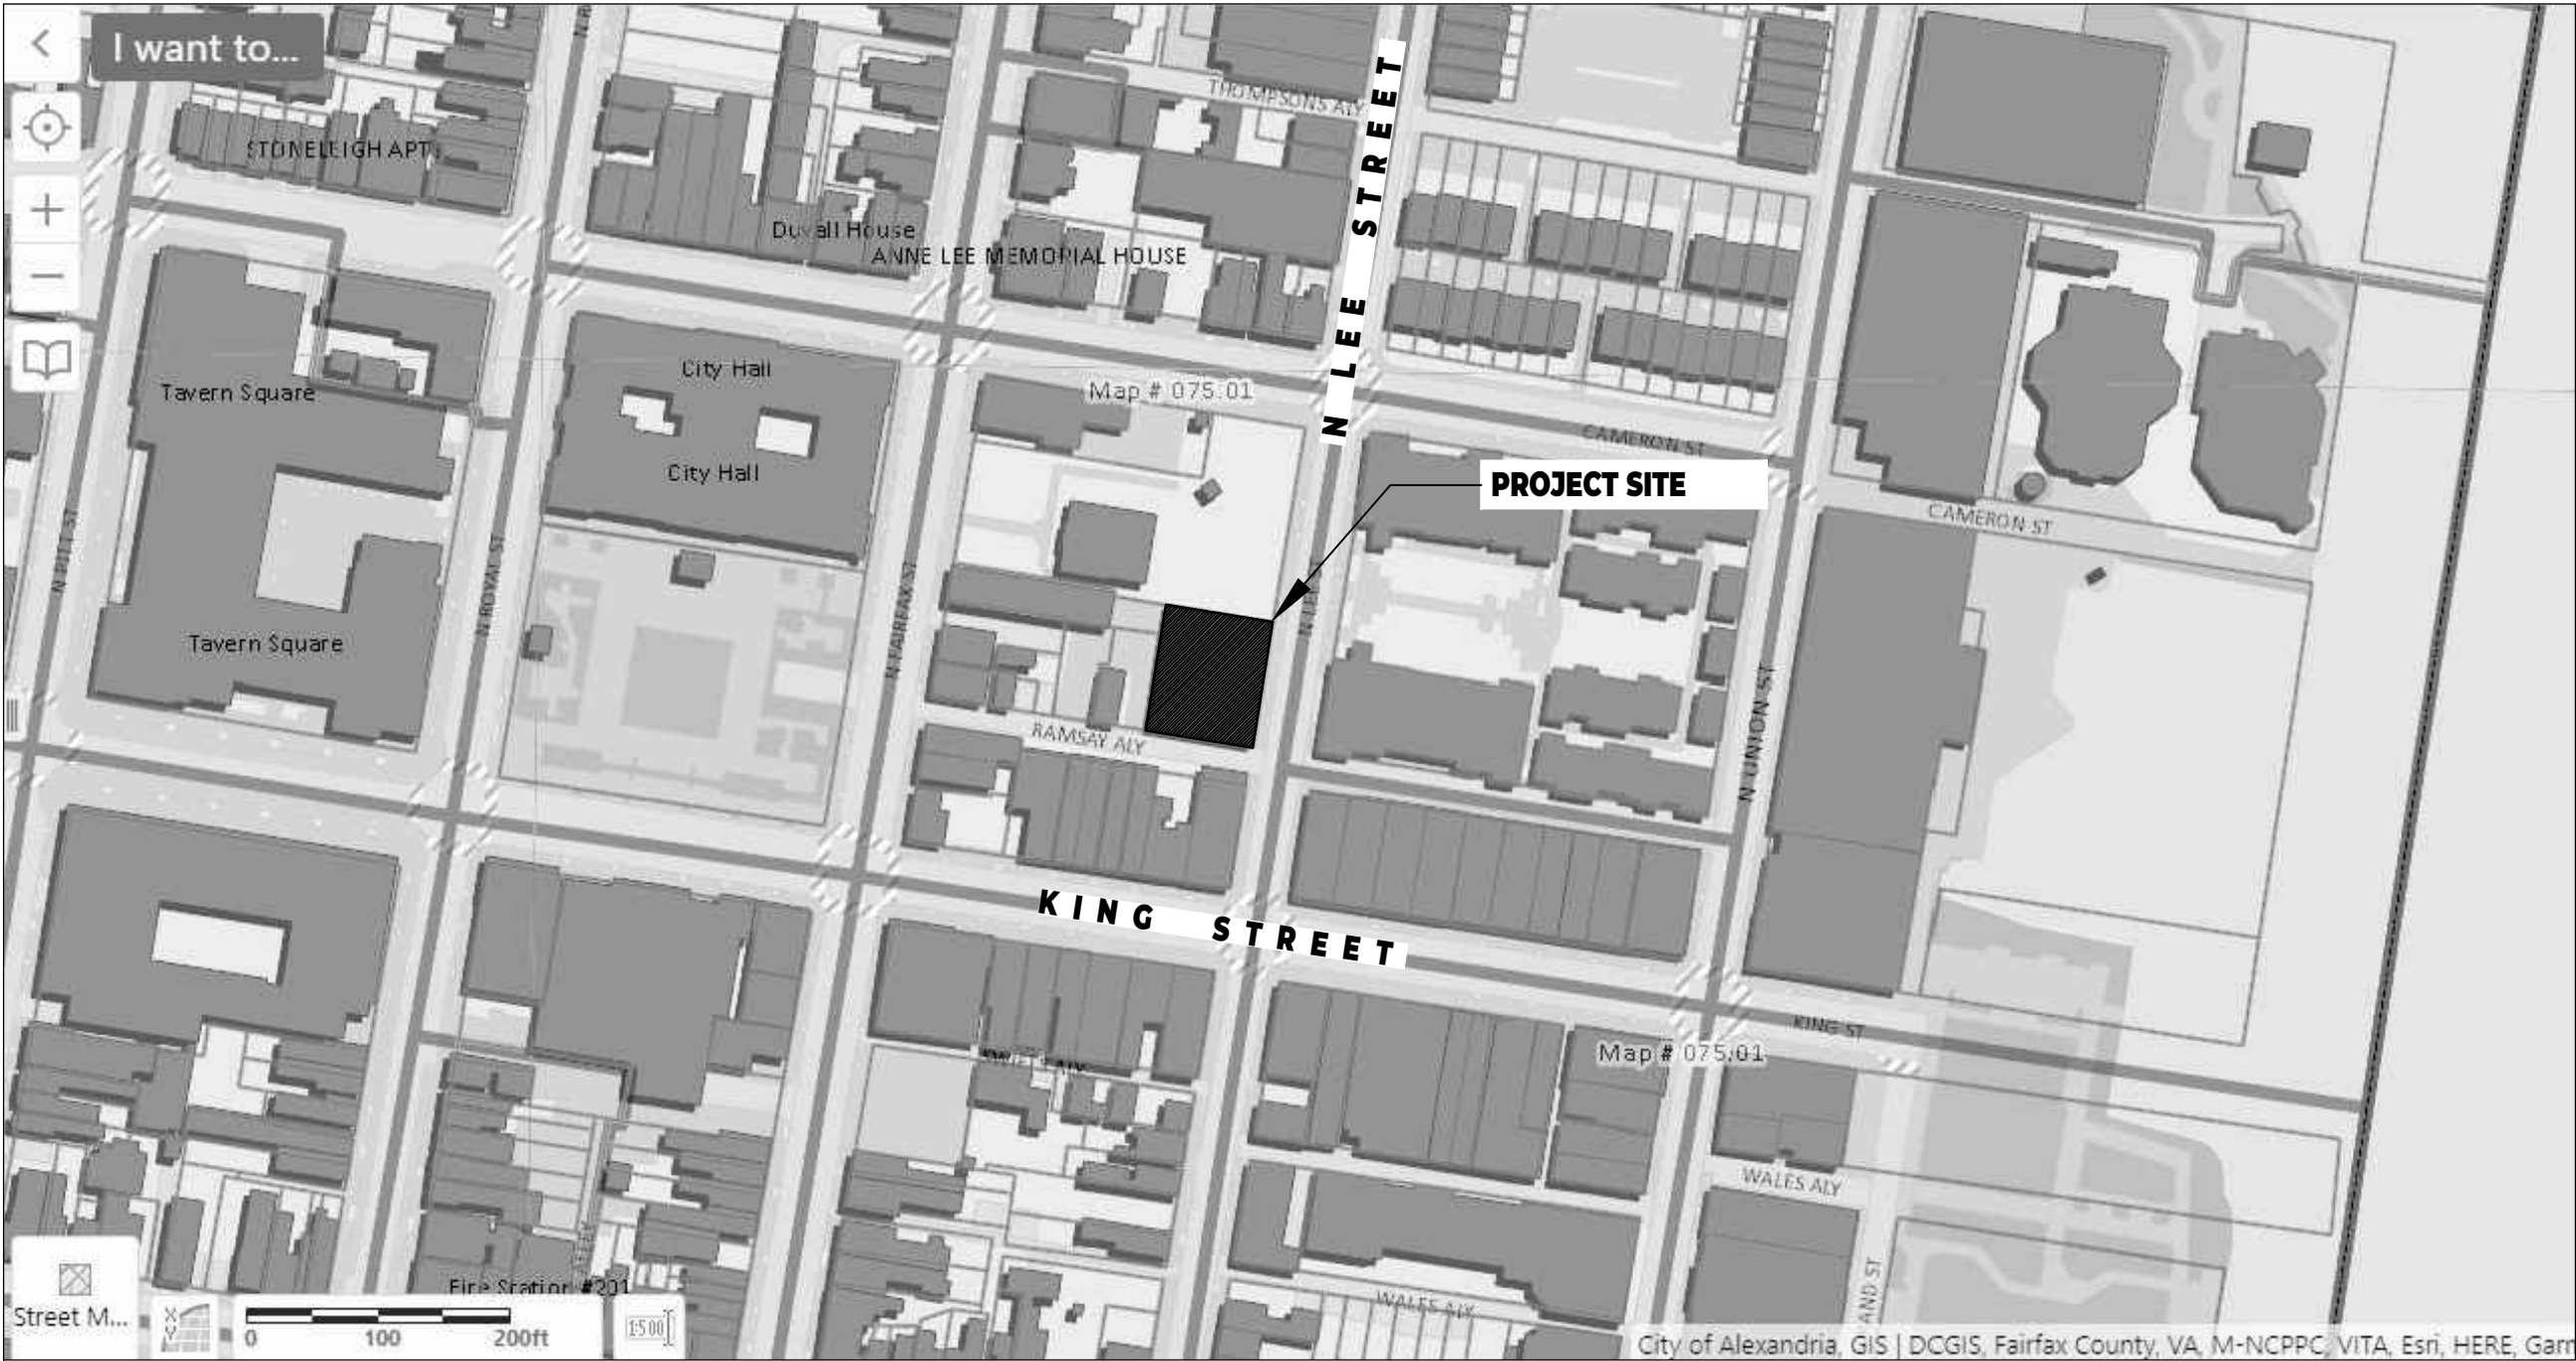 I want to...
THOMPSONS ALY
N LEE STREET
STONELEIGH APT
Duvall House
ANNE LEE MEMORIAL HOUSE
City Hall
Tavern Square
Map # 075.01
CAMERON ST
City Hall
PROJECT SITE
CAMERON ST
N PITT ST
N ROYAL ST
N FAIRFAX ST
Tavern Square
N UNION ST
RAMSAY ALY
KING STREET
KING ST
Map # 075.01
WALES ALY
Fire Station #201
WALES ALY
Street M...
X
Y
0 100 200ft
City of Alexandria, GIS | DCGIS, Fairfax County, VA, M-NCPPC, VITA, Esri, HERE, Garm